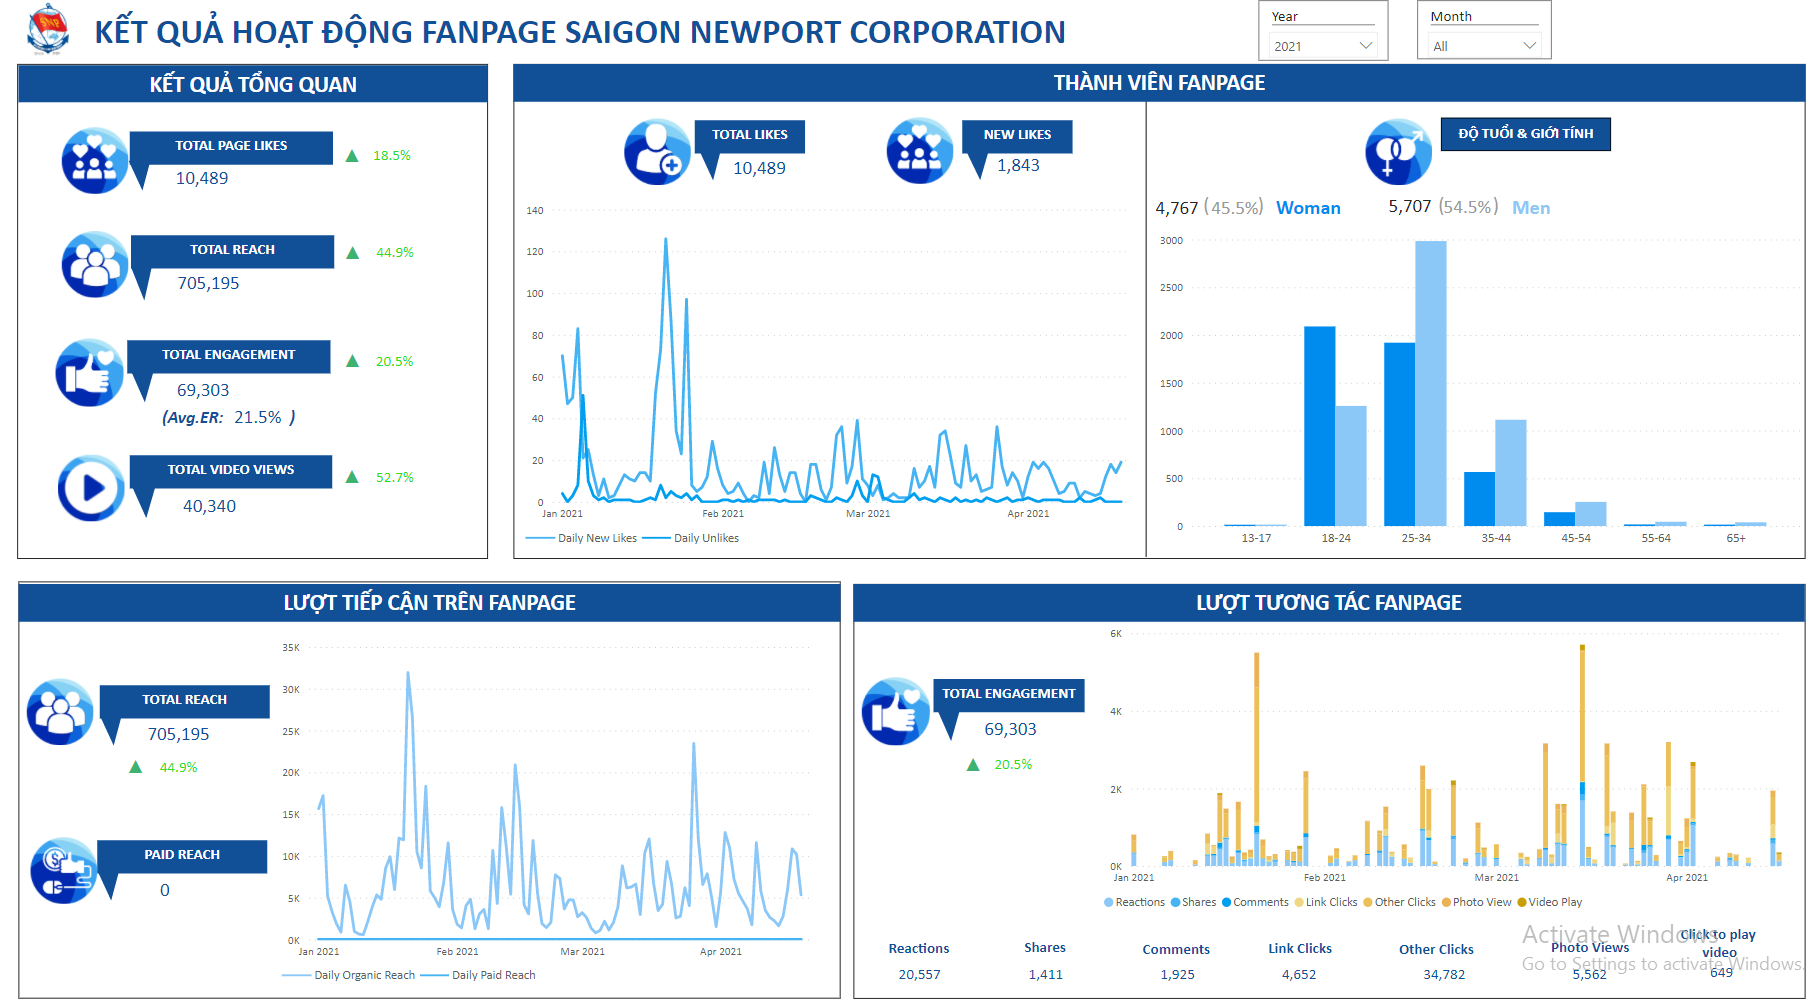 SNP
KẾT QUẢ HOẠT ĐỘNG FANPAGE SAIGON NEWPORT CORPORATION
Year
2021
Month
All
KẾT QUẢ TỔNG QUAN
TOTAL PAGE LIKES
18.5%
10,489
TOTAL REACH
44.9%
705,195
TOTAL ENGAGEMENT
20.5%
69,303
(Avg.ER: 21.5% )
TOTAL VIDEO VIEWS
52.7%
40,340
THÀNH VIÊN FANPAGE
TOTAL LIKES
10,489
NEW LIKES
1,843
140
120
100
80
60
40
20
0
Jan 2021 Feb 2021 Mar 2021 Apr 2021
Daily New Likes Daily Unlikes
ĐỘ TUỔI & GIỚI TÍNH
4,767 (45.5%) Woman 5,707 (54.5%) Men
3000
2500
2000
1500
1000
500
0
13-17 18-24 25-34 35-44 45-54 55-64 65+
LƯỢT TIẾP CẬN TRÊN FANPAGE
TOTAL REACH
705,195
44.9%
PAID REACH
0
35K
30K
25K
20K
15K
10K
5K
0K
Jan 2021 Feb 2021 Mar 2021 Apr 2021
Daily Organic Reach Daily Paid Reach
LƯỢT TƯƠNG TÁC FANPAGE
TOTAL ENGAGEMENT
69,303
20.5%
6K
4K
2K
0K
Jan 2021 Feb 2021 Mar 2021 Apr 2021
Reactions Shares Comments Link Clicks Other Clicks Photo View Video Play
Reactions
20,557
Shares
1,411
Comments
1,925
Link Clicks
4,652
Other Clicks
34,782
Photo Views
5,562
Click to play
video
649
Activate Windows
Go to Settings to activate Windows.